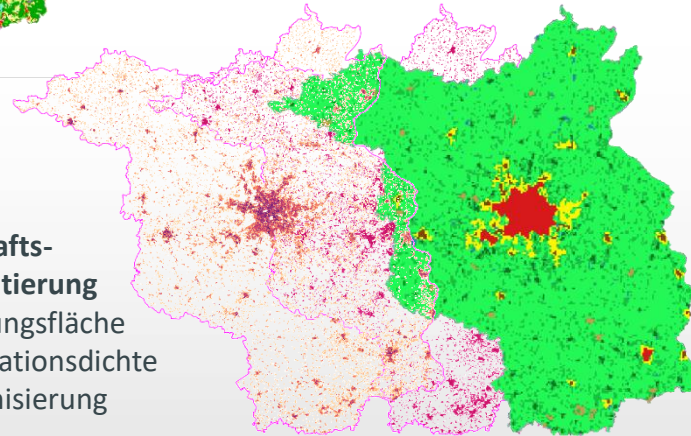 afts-
tierung
ungsfläche
ationsdichte
nisierung